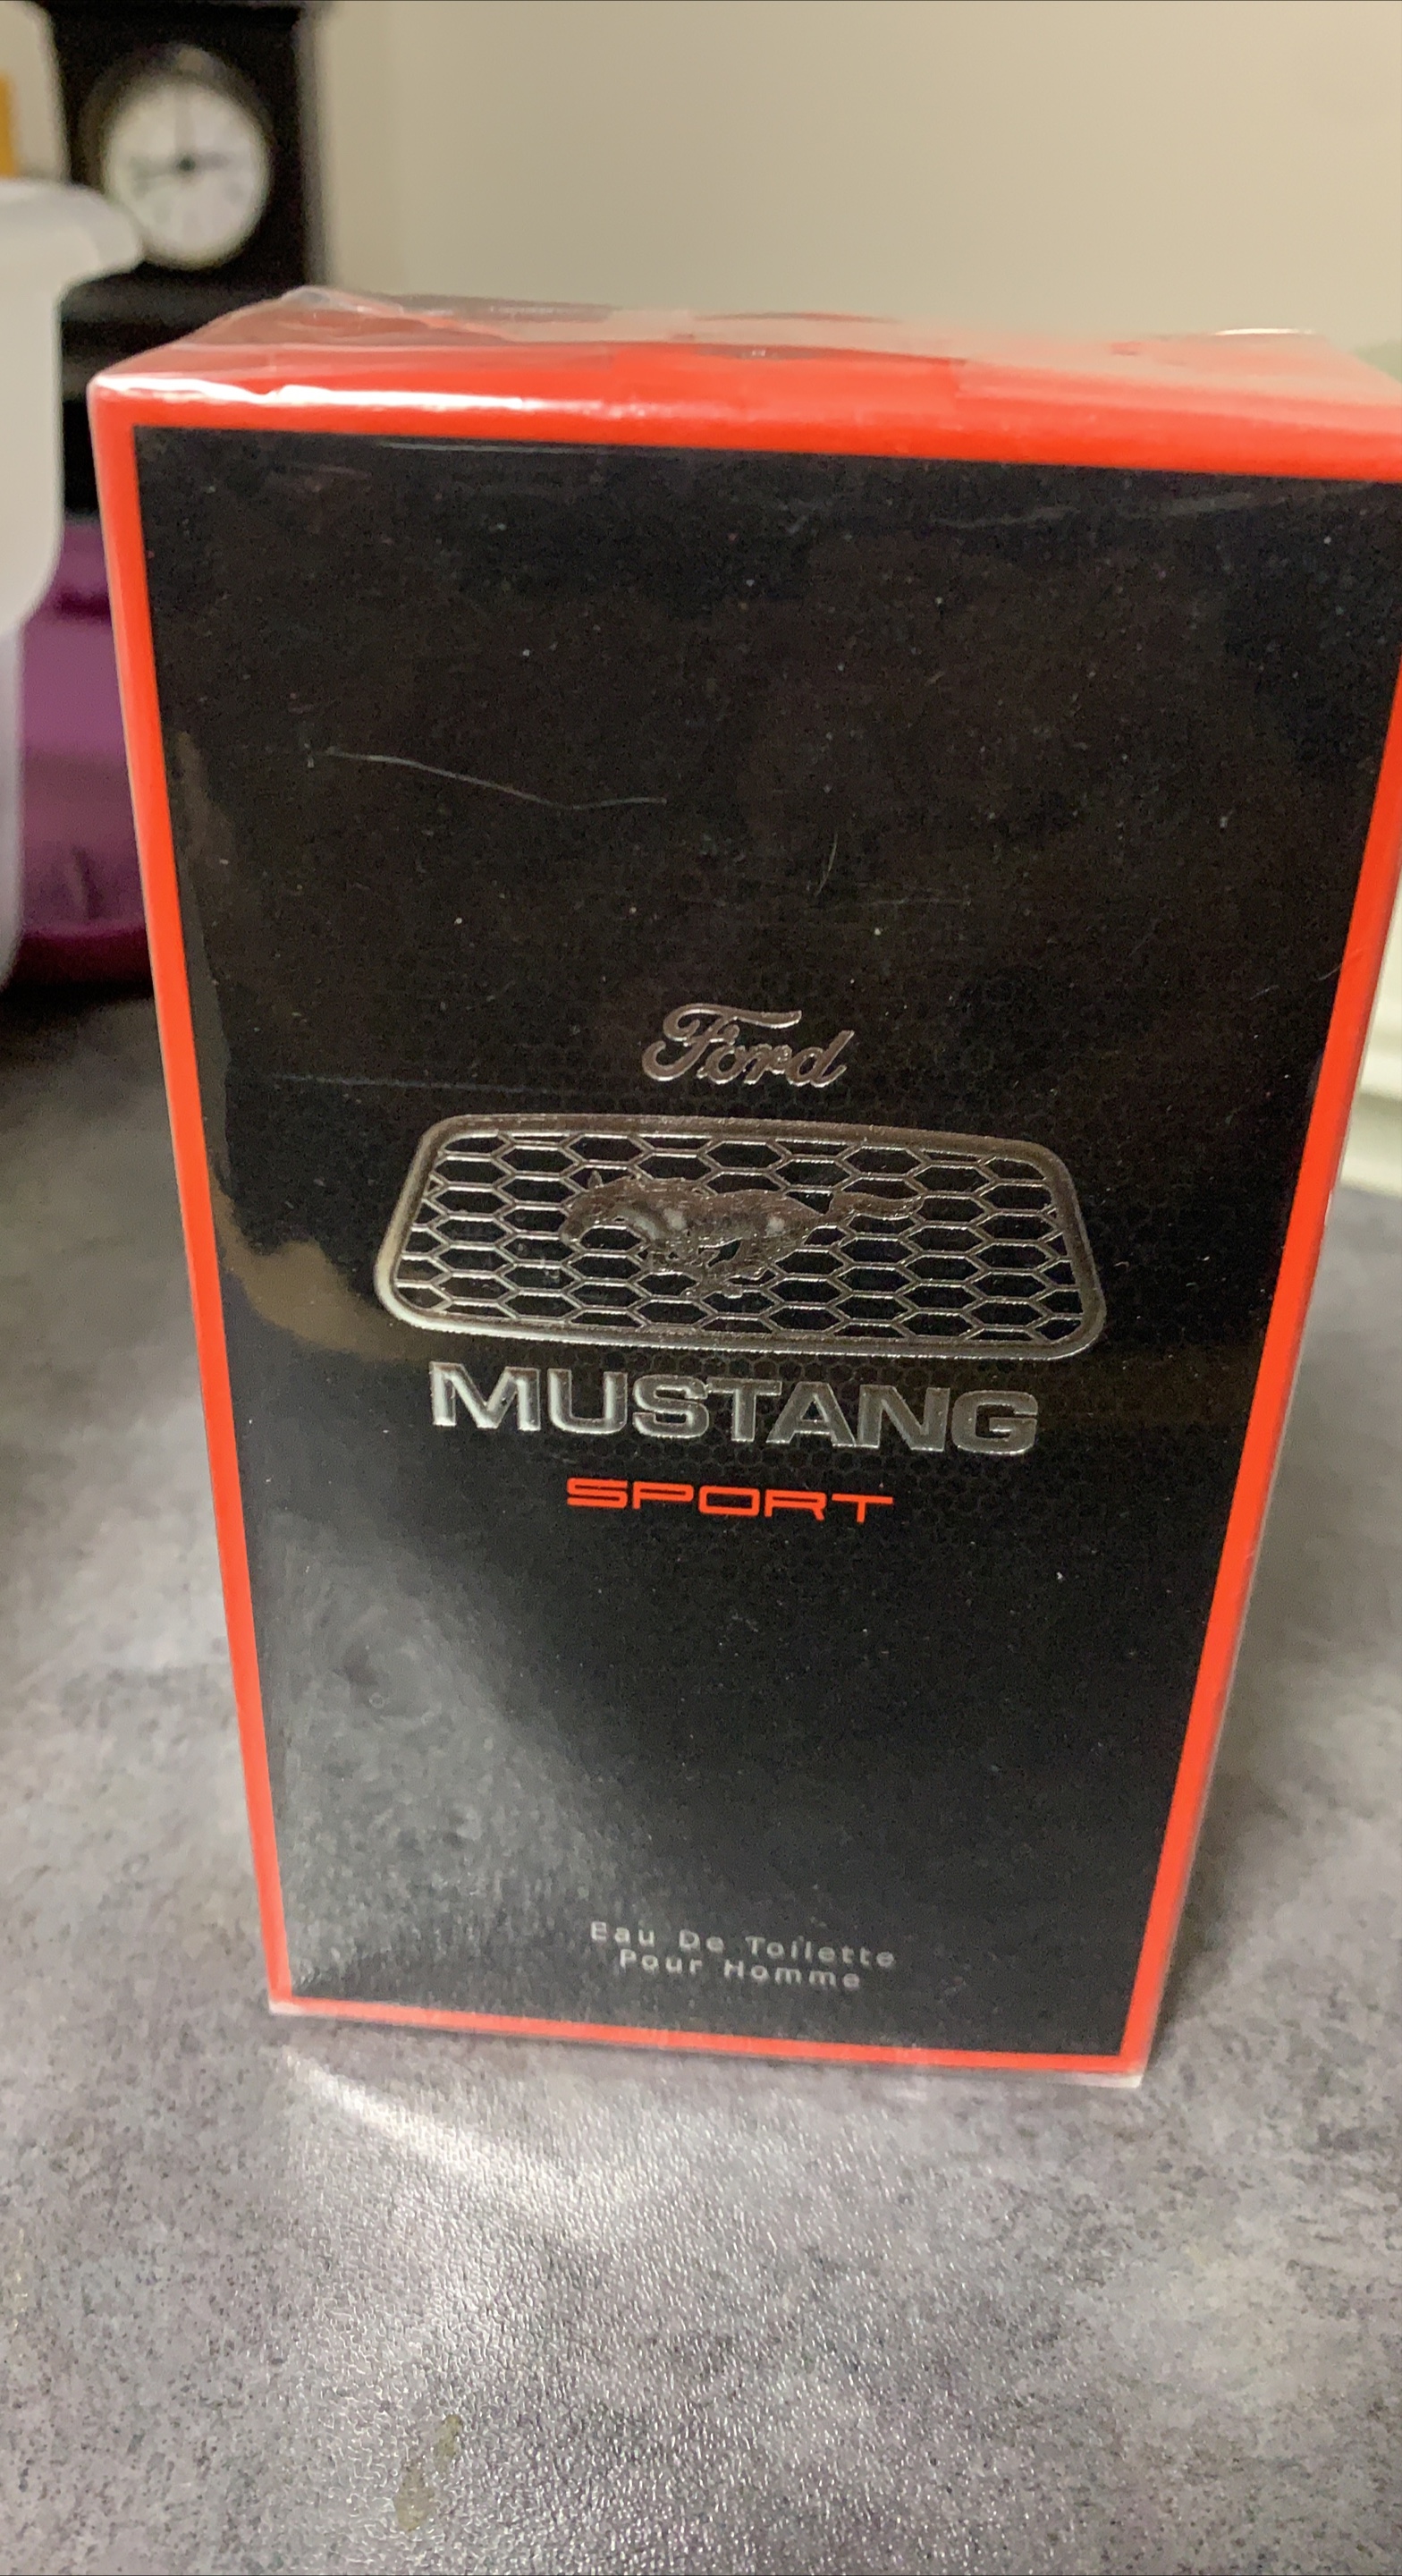 Ford
MUSTANG
SPORT
Eau De Toilette
Pour Homme